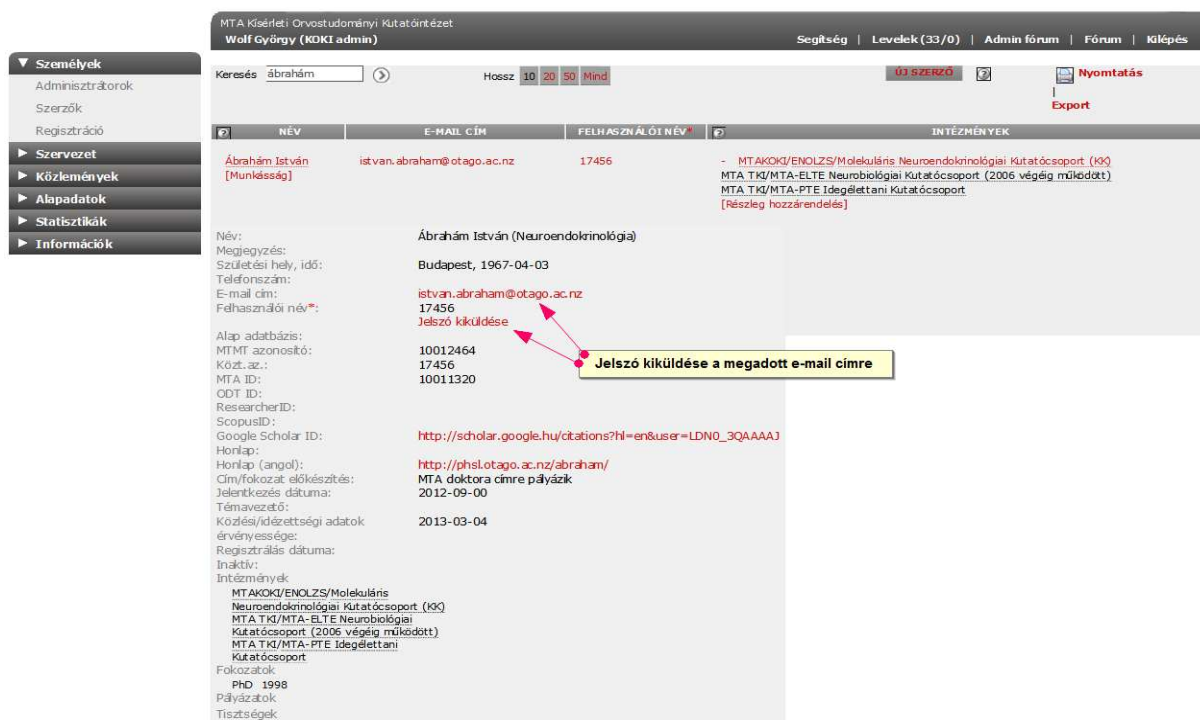 MTA Kísérleti Orvostudományi Kutatóintézet
Wolf György (KOKI admin)
Segítség | Levelek (33/0) | Admin fórum | Fórum | Kilépés
Személyek
Adminisztrátorok
Szerzők
Regisztráció
Szervezet
Közlemények
Alapadatok
Statisztikák
Információk
Keresés ábrahám
Hossz 10 20 50 Mind
ÚJ SZERZŐ
Nyomtatás
|
Export
NÉV E-MAIL CÍM FELHASZNÁLÓI NÉV* INTÉZMÉNYEK
Ábrahám István istvan.abraham@otago.ac.nz 17456 - MTAKOKI/ENOLZS/Molekuláris Neuroendokrinológiai Kutatócsoport (KK)
[Munkásság] MTA TKI/MTA-ELTE Neurobiológiai Kutatócsoport (2006 végéig működött)
MTA TKI/MTA-PTE Idegélettani Kutatócsoport
[Részleg hozzárendelés]
Név: Ábrahám István (Neuroendokrinológia)
Megjegyzés:
Születési hely, idő: Budapest, 1967-04-03
Telefonszám:
E-mail cím: istvan.abraham@otago.ac.nz
Felhasználói név*: 17456
Jelszó kiküldése
Alap adatbázis:
MTMT azonosító: 10012464
Jelszó kiküldése a megadott e-mail címre
Közt.az.: 17456
MTA ID: 10011320
ODT ID:
ResearcherID:
ScopusID:
Google Scholar ID: http://scholar.google.hu/citations?hl=en&user=LDN0_3QAAAAJ
Honlap:
Honlap (angol): http://phsl.otago.ac.nz/abraham/
Cím/fokozat előkészítés: MTA doktora címre pályázik
Jelentkezés dátuma: 2012-09-00
Témavezető:
Közlési/idézettségi adatok 2013-03-04
érvényessége:
Regisztrálás dátuma:
Inaktív:
Intézmények
MTAKOKI/ENOLZS/Molekuláris
Neuroendokrinológiai Kutatócsoport (KK)
MTA TKI/MTA-ELTE Neurobiológiai
Kutatócsoport (2006 végéig működött)
MTA TKI/MTA-PTE Idegélettani
Kutatócsoport
Fokozatok
PhD 1998
Pályázatok
Tisztségek